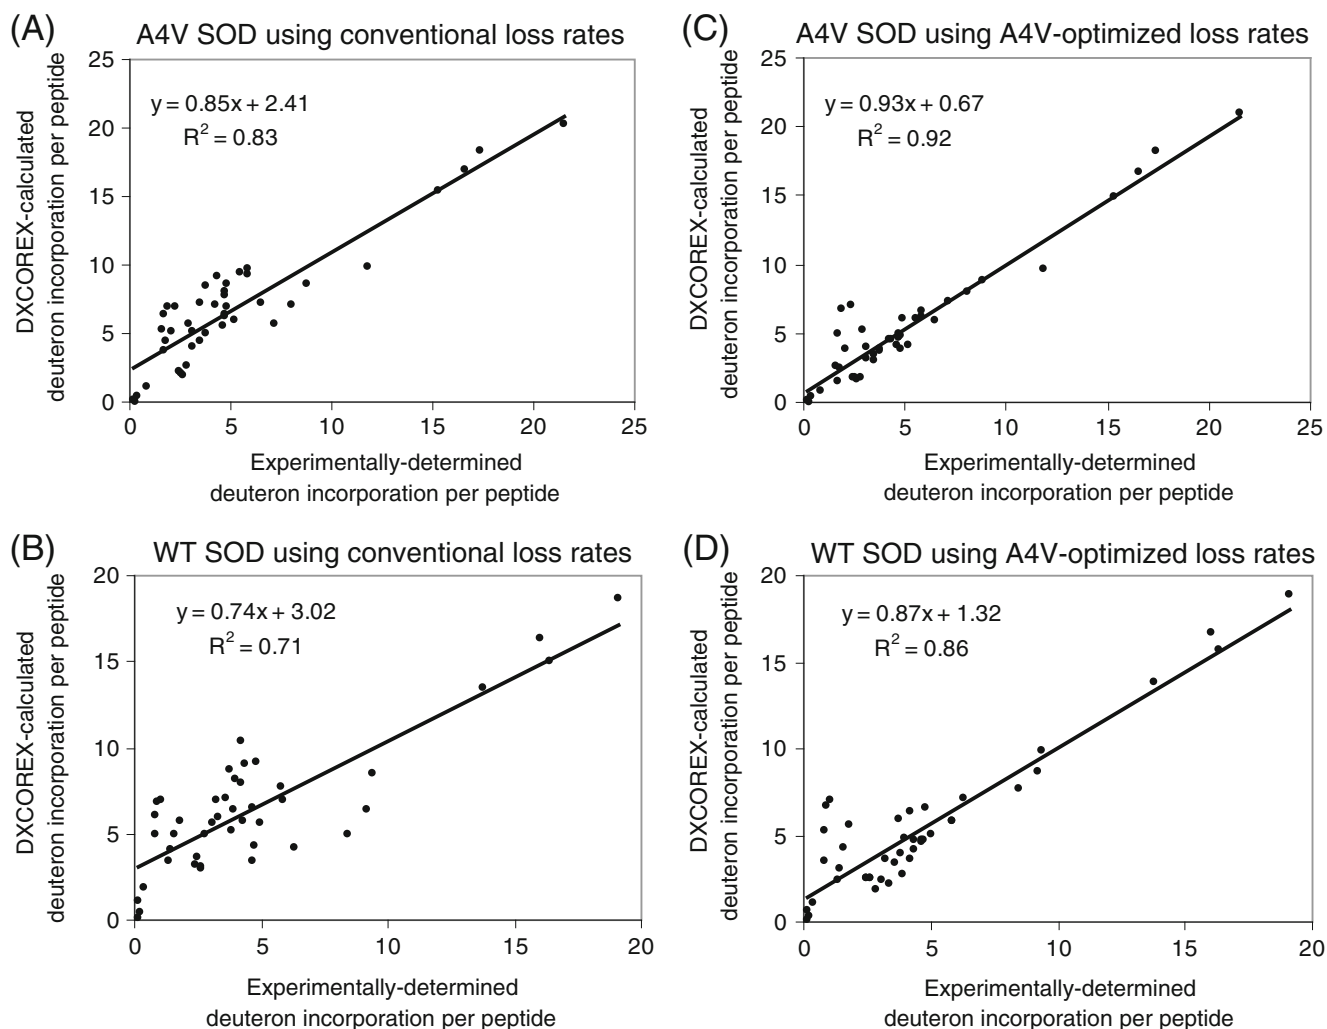 (A)
A4V SOD using conventional loss rates
DXCOREX-calculated
deuteron incorporation per peptide
25
20
15
10
5
0
y = 0.85x + 2.41
R² = 0.83
0 5 10 15 20 25
Experimentally-determined
deuteron incorporation per peptide
(C)
A4V SOD using A4V-optimized loss rates
DXCOREX-calculated
deuteron incorporation per peptide
25
20
15
10
5
0
y = 0.93x + 0.67
R² = 0.92
0 5 10 15 20 25
Experimentally-determined
deuteron incorporation per peptide
(B)
WT SOD using conventional loss rates
DXCOREX-calculated
deuteron incorporation per peptide
20
15
10
5
0
y = 0.74x + 3.02
R² = 0.71
0 5 10 15 20
Experimentally-determined
deuteron incorporation per peptide
(D)
WT SOD using A4V-optimized loss rates
DXCOREX-calculated
deuteron incorporation per peptide
20
15
10
5
0
y = 0.87x + 1.32
R² = 0.86
0 5 10 15 20
Experimentally-determined
deuteron incorporation per peptide